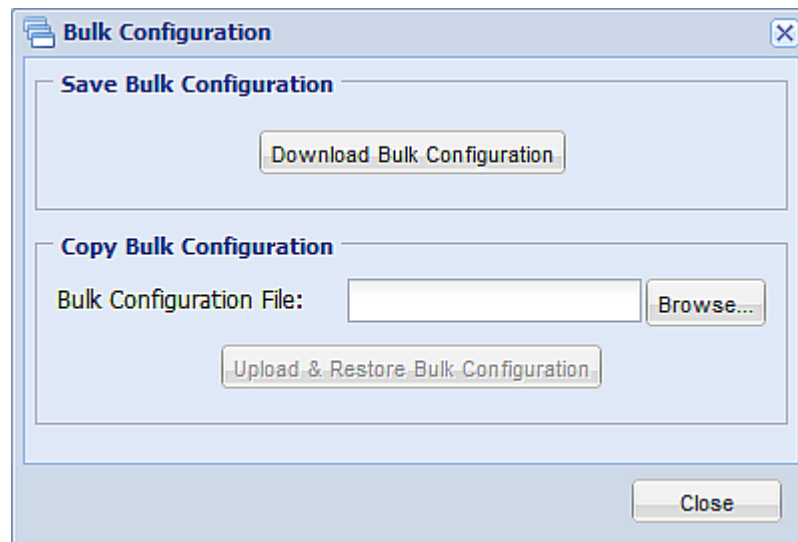 Bulk Configuration
Save Bulk Configuration
Download Bulk Configuration
Copy Bulk Configuration
Bulk Configuration File:
Browse...
Upload & Restore Bulk Configuration
Close